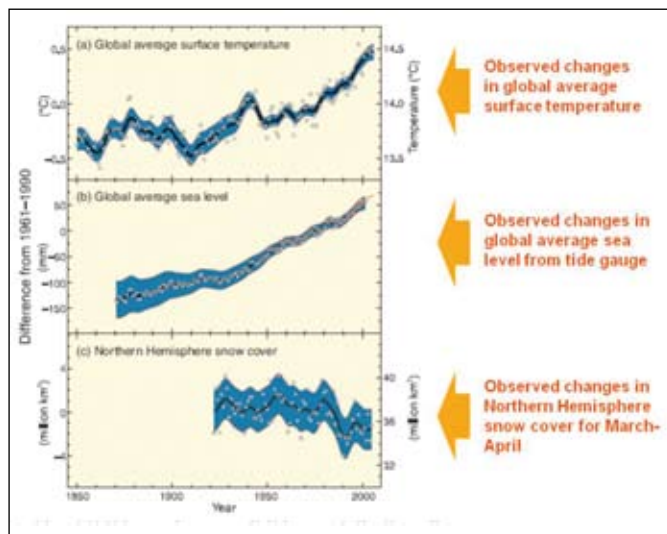 (a) Global average surface temperature
0.5
0.0
−0.5
(°C)
14.5
14.0
13.5
Temperature (°C)
Observed changes
in global average
surface temperature
Difference from 1961–1990
(b) Global average sea level
50
0
−50
−100
−150
(mm)
Observed changes in
global average sea
level from tide gauge
(c) Northern Hemisphere snow cover
4
0
−4
(million km²)
40
36
32
(million km²)
Observed changes in
Northern Hemisphere
snow cover for March-
April
1850
1900
1950
2000
Year